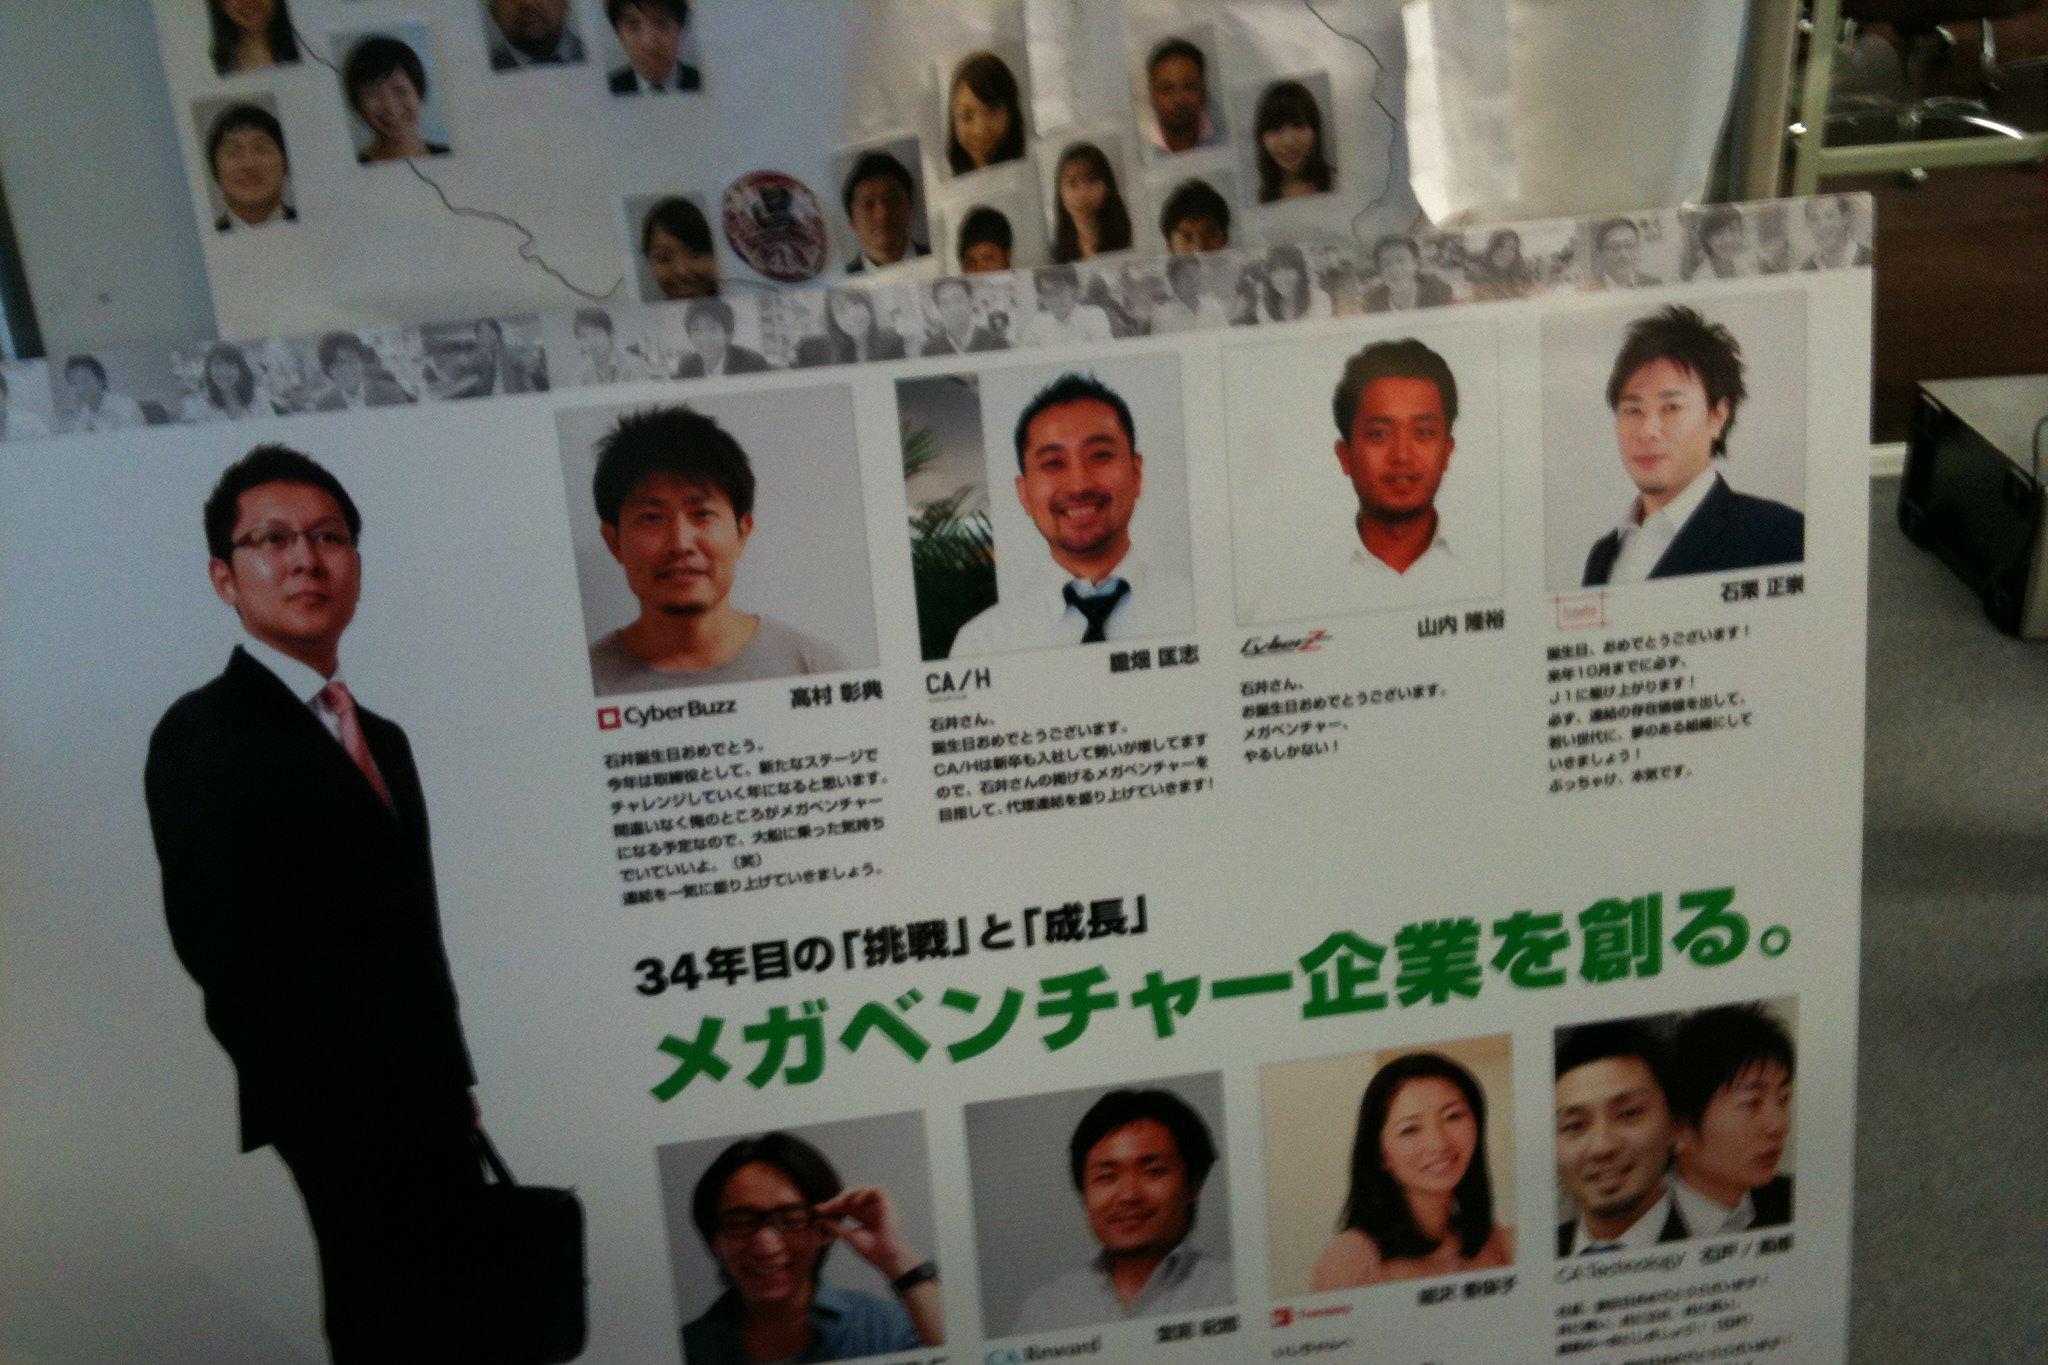 CyberBuzz 高村 彰典
石井誕生日おめでとう。
今年は取締役として、新たなステージで
チャレンジしていく年になると思います。
間違いなく俺のところがメガベンチャー
になる予定なので、大船に乗った気持ち
でいていいよ。(笑)
連結を一気に盛り上げていきましょう。
CA/H 畑 匡志
石井さん、
誕生日おめでとうございます。
CA/Hは新卒も入社して勢いが増してます
ので、石井さんの掲げるメガベンチャーを
目指して、代理連結を盛り上げていきます!
CyberZ 山内 隆裕
石井さん、
お誕生日おめでとうございます。
メガベンチャー、
やるしかない!
石栗 正崇
誕生日、おめでとうございます!
来年10月までに必ず、
J1に駆け上がります!
必ず、連結の存在価値を出して、
若い世代に、夢のある組織にして
いきましょう!
ぶっちゃけ、本気です。
34年目の「挑戦」と「成長」
メガベンチャー企業を創る。
CA Reward
CA Technology